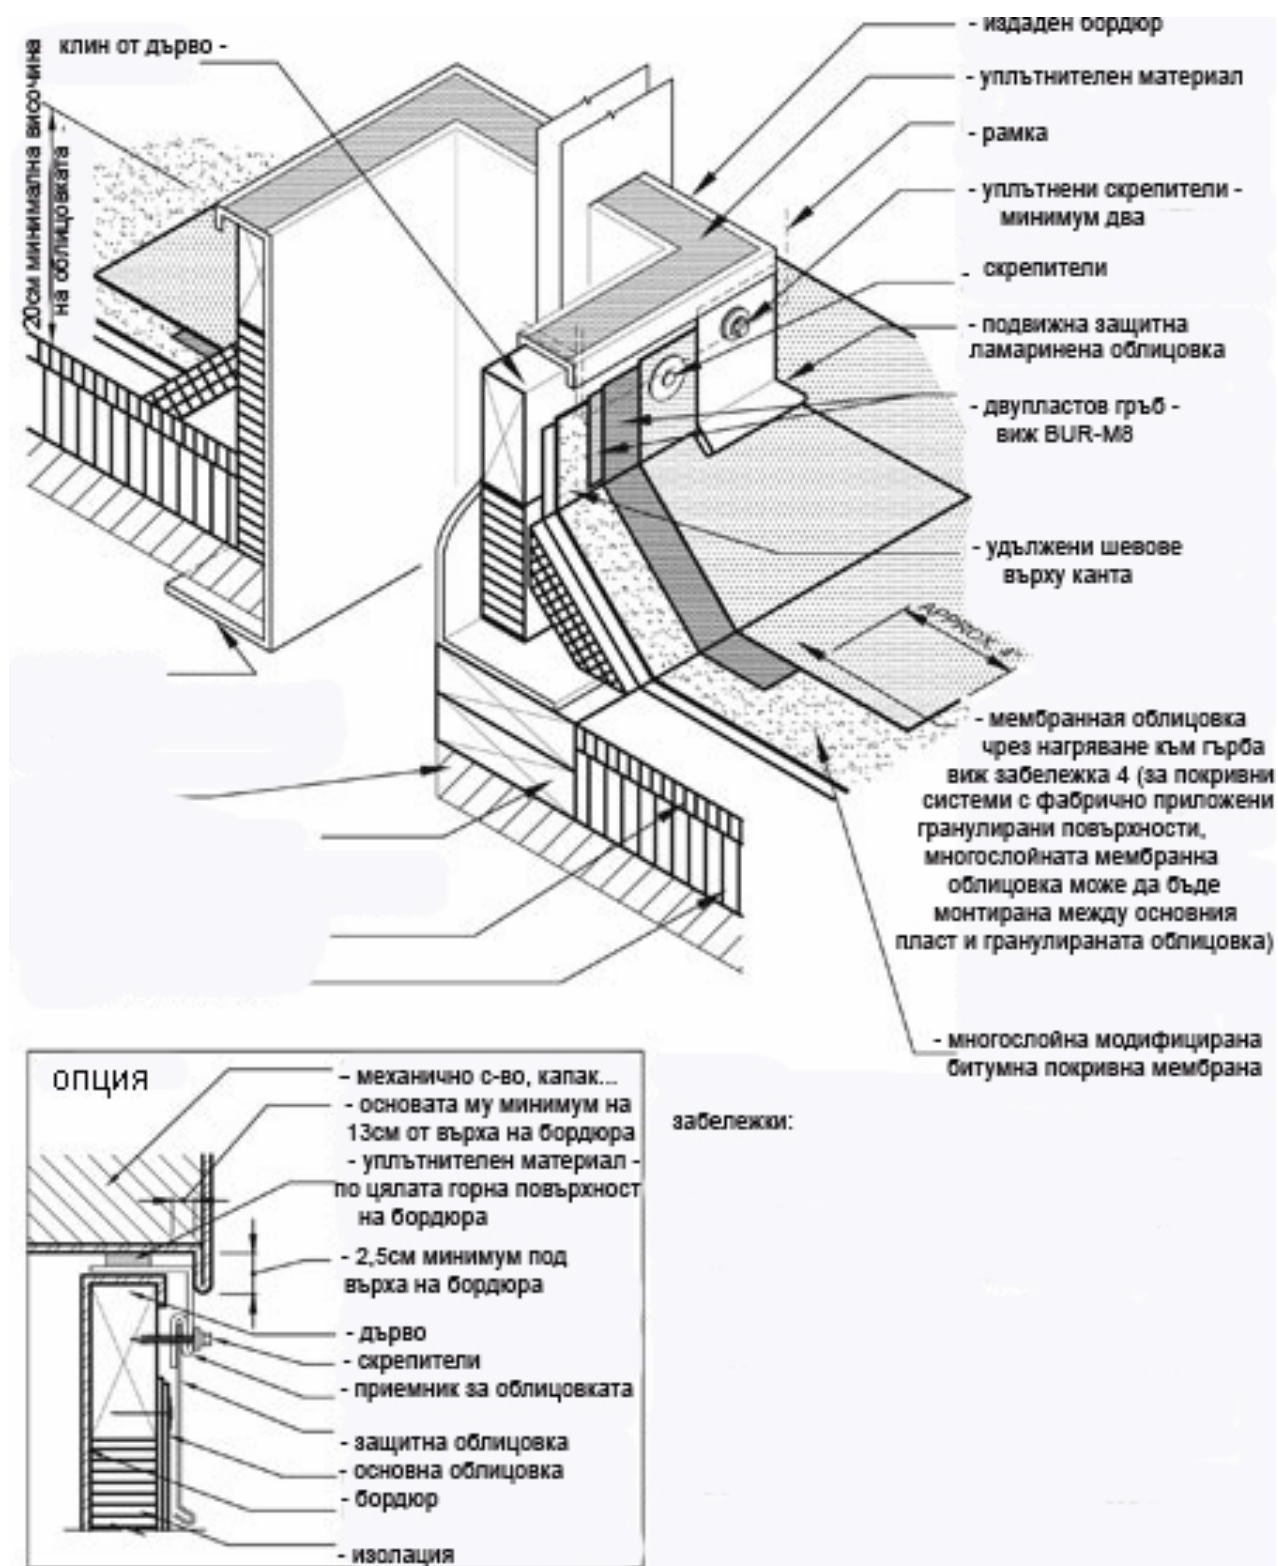 клин от дърво -
20см минимална височина
на облицовката -
- издаден бордюр
- уплътнителен материал
- рамка
- уплътнени скрепители -
минимум два
- скрепители
- подвижна защитна
ламаринена облицовка
- двупластов гръб -
виж BUR-M8
- удължени шевове
върху канта
APPROX. 4"
- мембранная облицовка
чрез нагряване към гърба
виж забележка 4 (за покривни
системи с фабрично приложени
гранулирани повърхности,
многослойната мембранна
облицовка може да бъде
монтирана между основния
пласт и гранулираната облицовка)
- многослойна модифицирана
битумна покривна мембрана
забележки:
ОПЦИЯ
- механично с-во, капак...
- основата му минимум на
13см от върха на бордюра
- уплътнителен материал -
по цялата горна повърхност
на бордюра
- 2,5см минимум под
върха на бордюра
- дърво
- скрепители
- приемник за облицовката
- защитна облицовка
- основна облицовка
- бордюр
- изолация